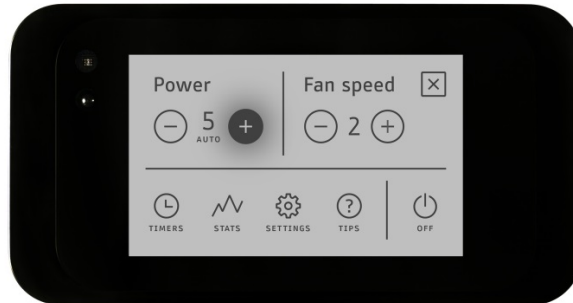 Power
Fan speed
5
AUTO
2
TIMERS
STATS
SETTINGS
TIPS
OFF